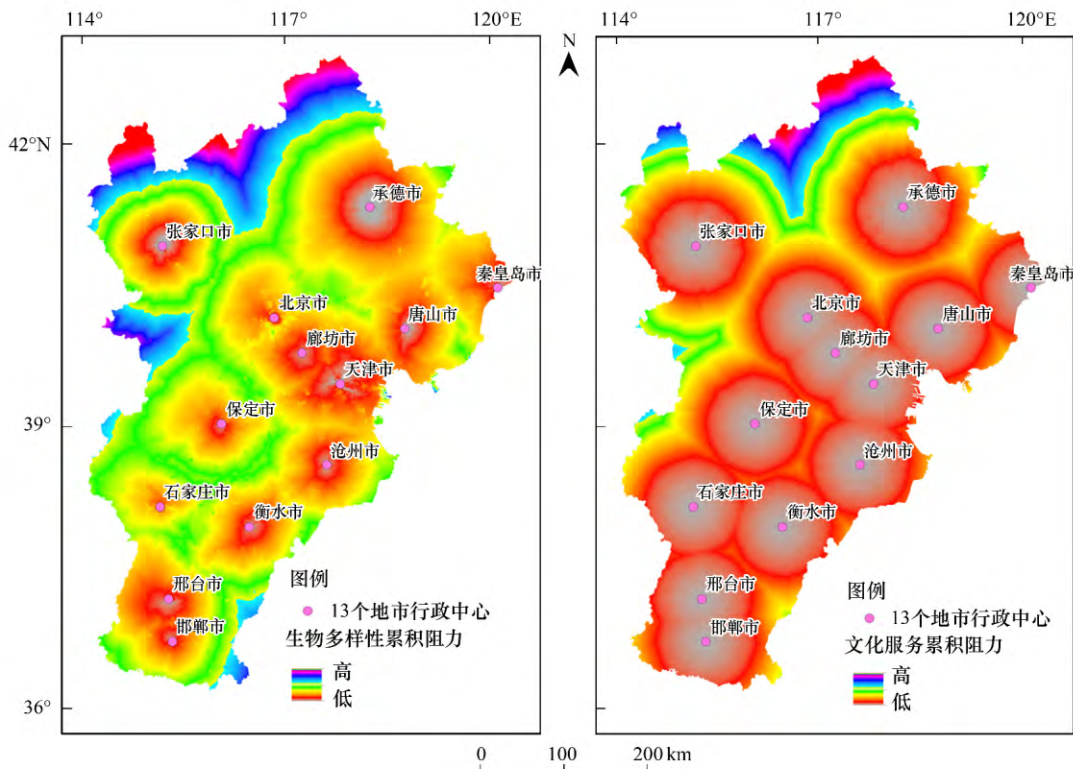 114°
117°
120°E
N
114°
117°
120°E
42°N
39°
36°
承德市
张家口市
秦皇岛市
北京市
唐山市
廊坊市
天津市
保定市
沧州市
石家庄市
衡水市
邢台市
邯郸市
图例
13个地市行政中心
生物多样性累积阻力
高
低
承德市
张家口市
秦皇岛市
北京市
唐山市
廊坊市
天津市
保定市
沧州市
石家庄市
衡水市
邢台市
邯郸市
图例
13个地市行政中心
文化服务累积阻力
高
低
0 100 200 km